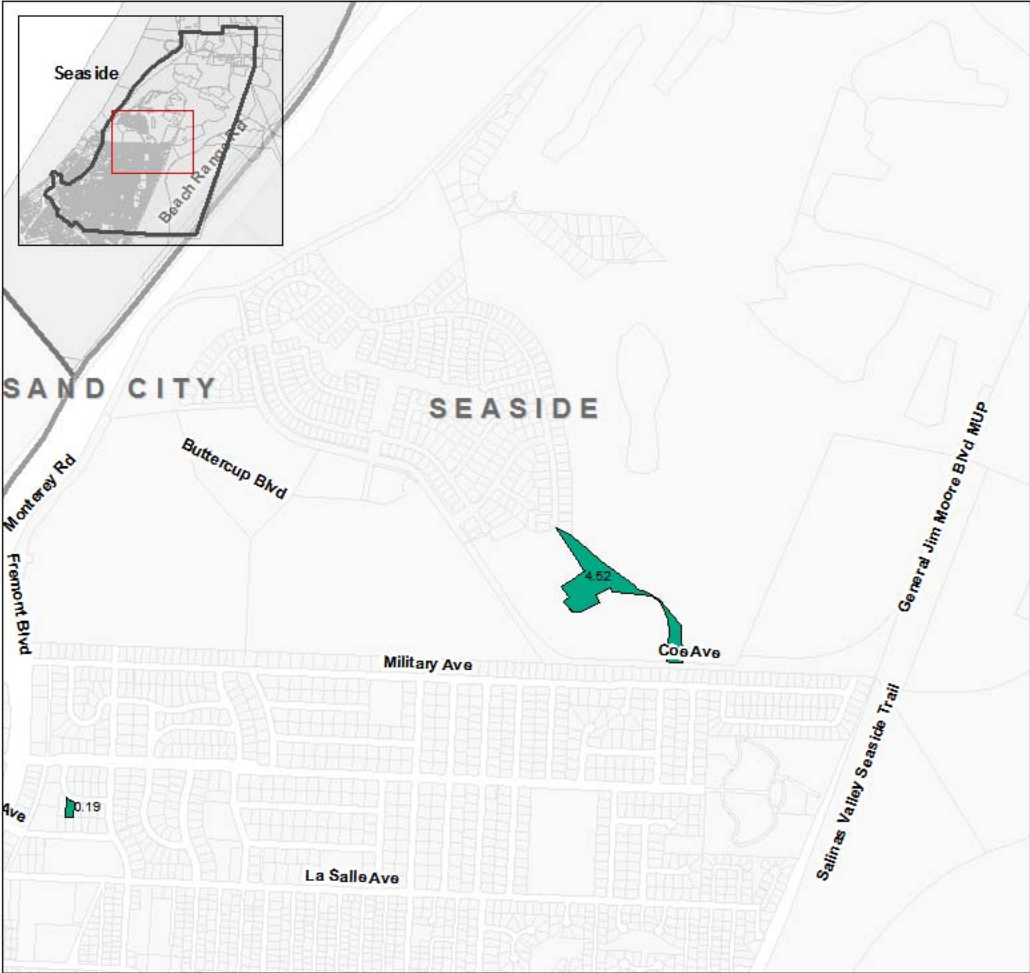 Seaside
Beach Range Rd
SAND CITY
SEASIDE
Buttercup Blvd
Monterey Rd
General Jim Moore Blvd MUP
Fremont Blvd
4.52
Coe Ave
Military Ave
Salinas Valley Seaside Trail
0.19
Ave
La Salle Ave